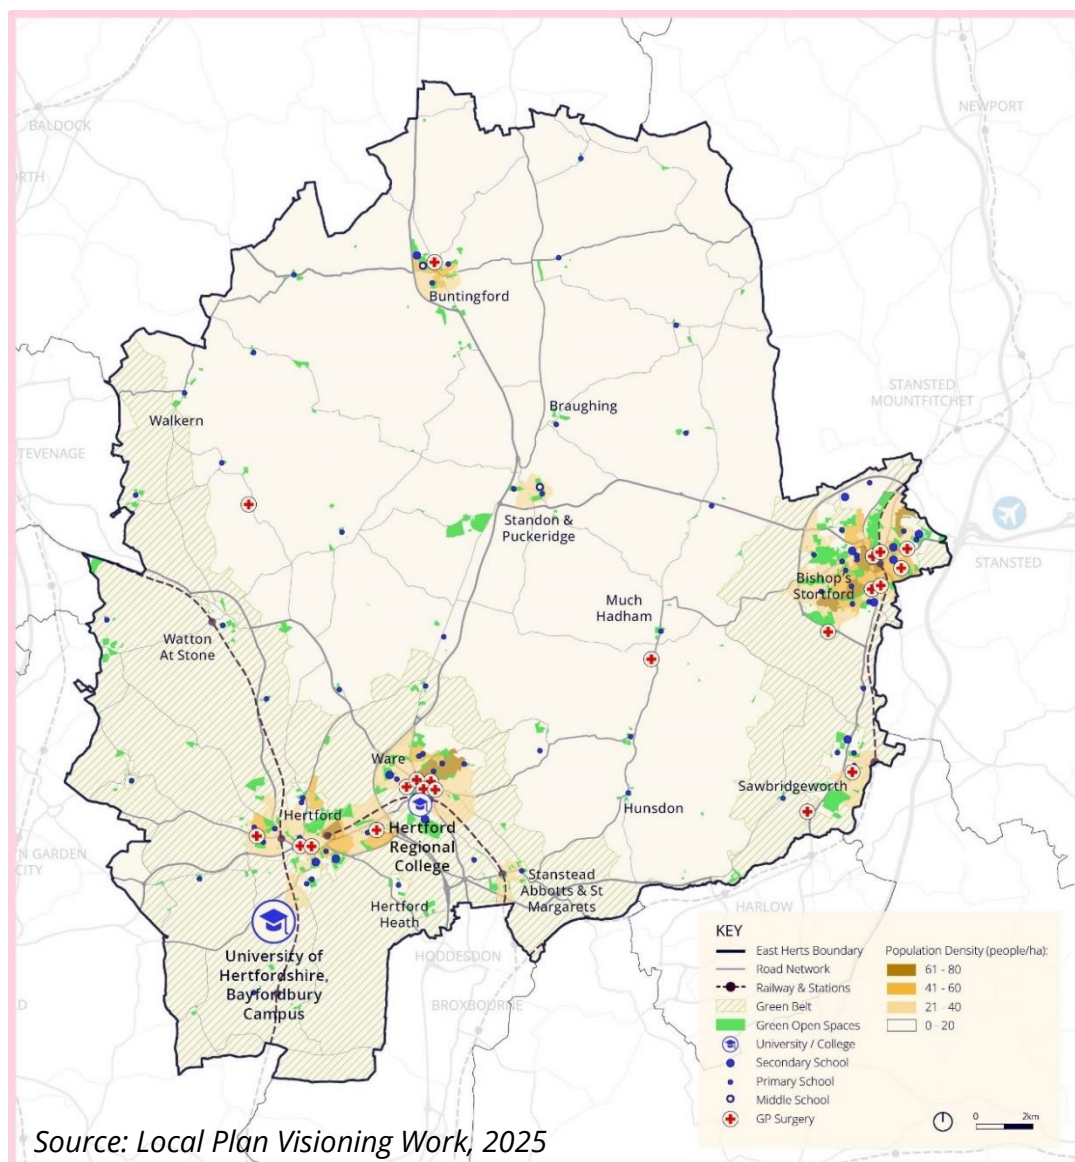 NEWPORT
BALDOCK
ORTH
Buntingford
STANSTED
MOUNTFITCHET
Braughing
Walkern
STEVENAGE
Standon &
Puckeridge
STANSTED
Bishop's
Stortford
Much
Hadham
Watton
At Stone
Ware
Sawbridgeworth
Hunsdon
Hertford
Hertford
Regional
College
N GARDEN
CITY
Stanstead
Abbotts & St
Margarets
Hertford
Heath
HARLOW
HODDESDON
University of
Hertfordshire,
Bayfordbury
Campus
BROXBOURNE
LD
KEY
East Herts Boundary
Road Network
Railway & Stations
Green Belt
Green Open Spaces
University / College
Secondary School
Primary School
Middle School
GP Surgery
Population Density (people/ha):
61 - 80
41 - 60
21 - 40
0 - 20
0 2km
Source: Local Plan Visioning Work, 2025